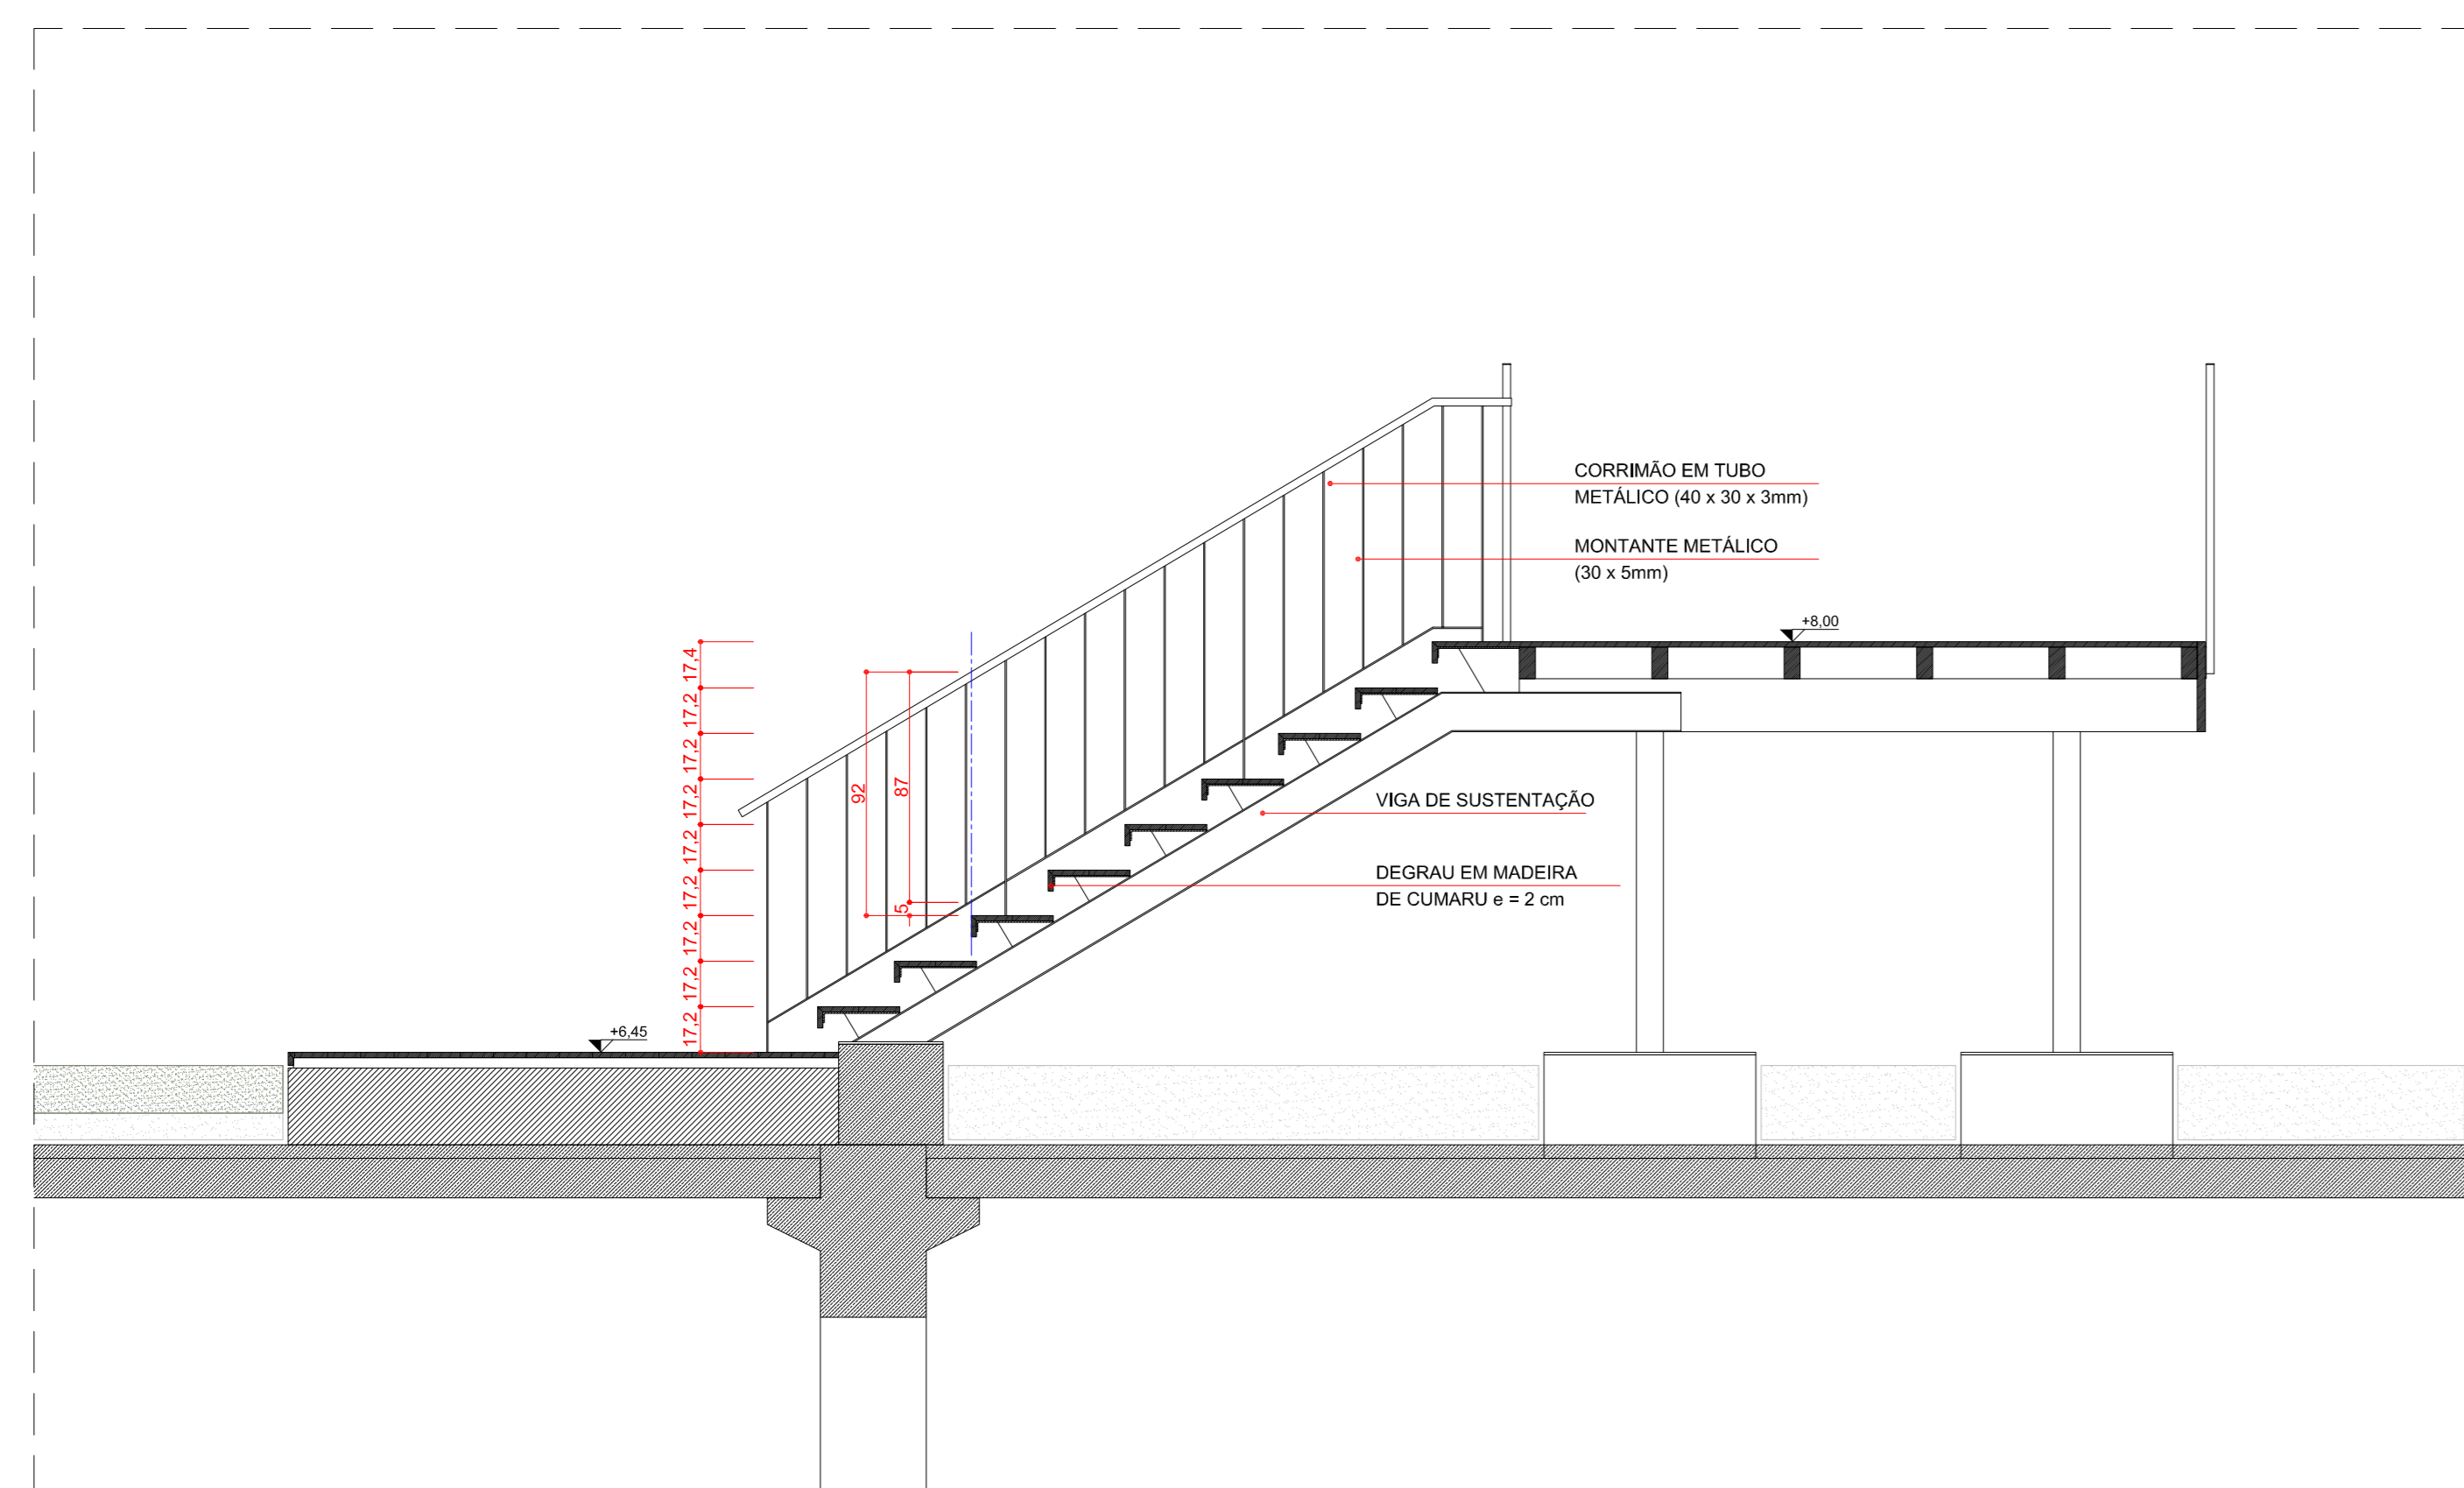 CORRIMÃO EM TUBO
METÁLICO (40 x 30 x 3mm)
MONTANTE METÁLICO
(30 x 5mm)
+8,00
17,4
17,2
17,2
17,2
17,2
17,2
17,2
17,2
17,2
92
87
5
VIGA DE SUSTENTAÇÃO
DEGRAU EM MADEIRA
DE CUMARU e = 2 cm
+6,45